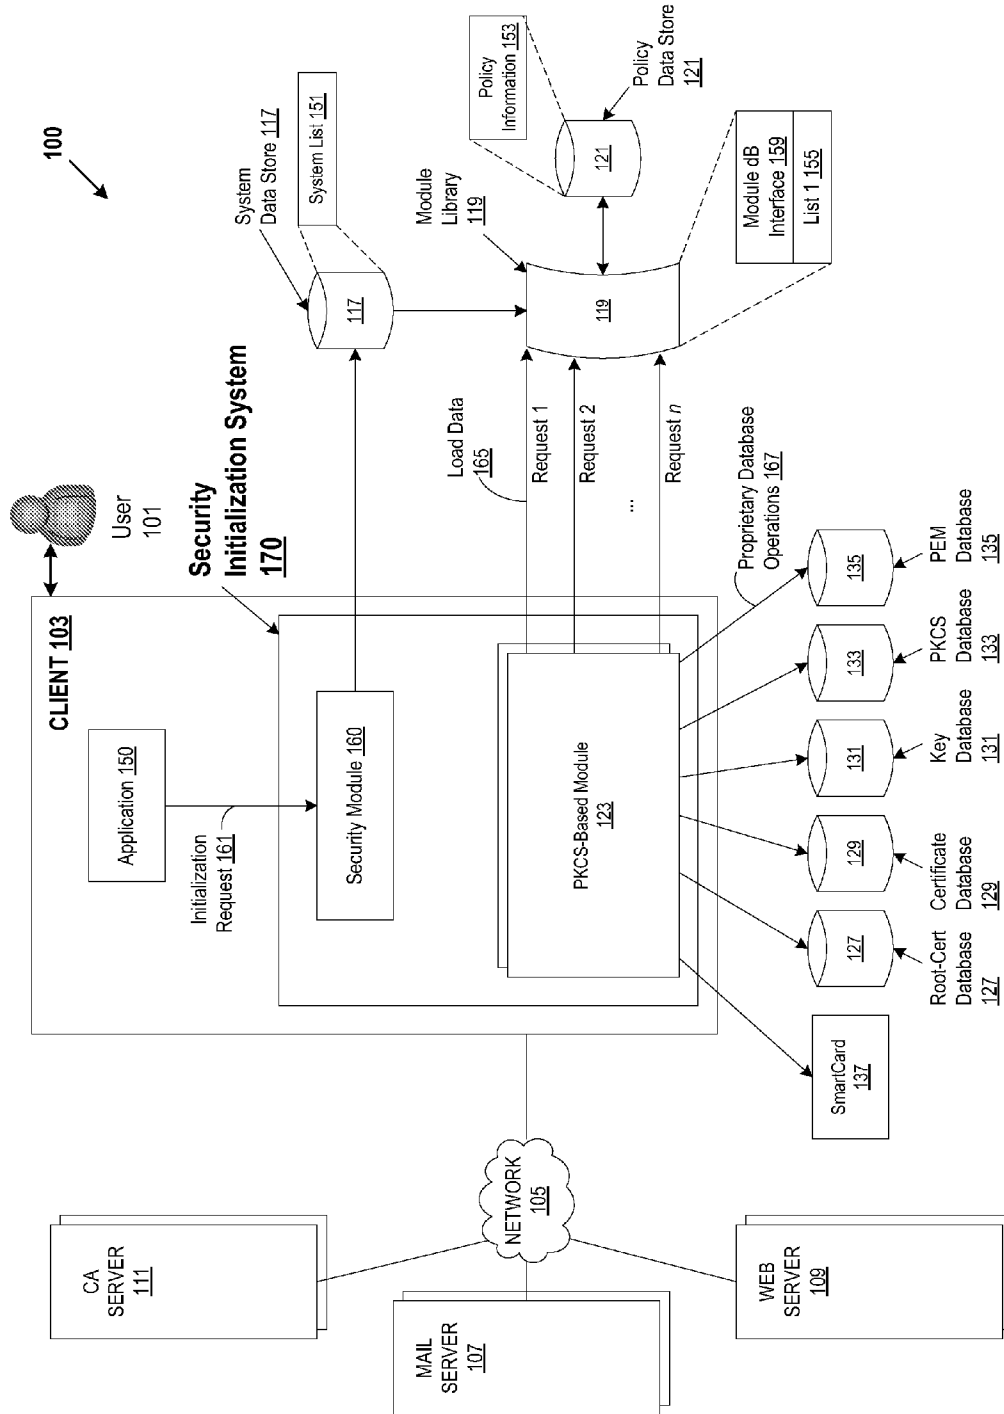 100
User
101
CLIENT 103
Application 150
Initialization
Request 161
Security
Initialization System
170
Security Module 160
PKCS-Based Module
123
System
Data Store 117
System List 151
117
Module
Library
119
119
Policy
Information 153
121
Policy
Data Store
121
Module dB
Interface 159
List 1 155
Load Data
165
Request 1
Request 2
...
Request n
Proprietary Database
Operations 167
CA
SERVER
111
MAIL
SERVER
107
WEB
SERVER
109
NETWORK
105
SmartCard
137
127
Root-Cert
Database
127
129
Certificate
Database
129
131
Key
Database
131
133
PKCS
Database
133
135
PEM
Database
135